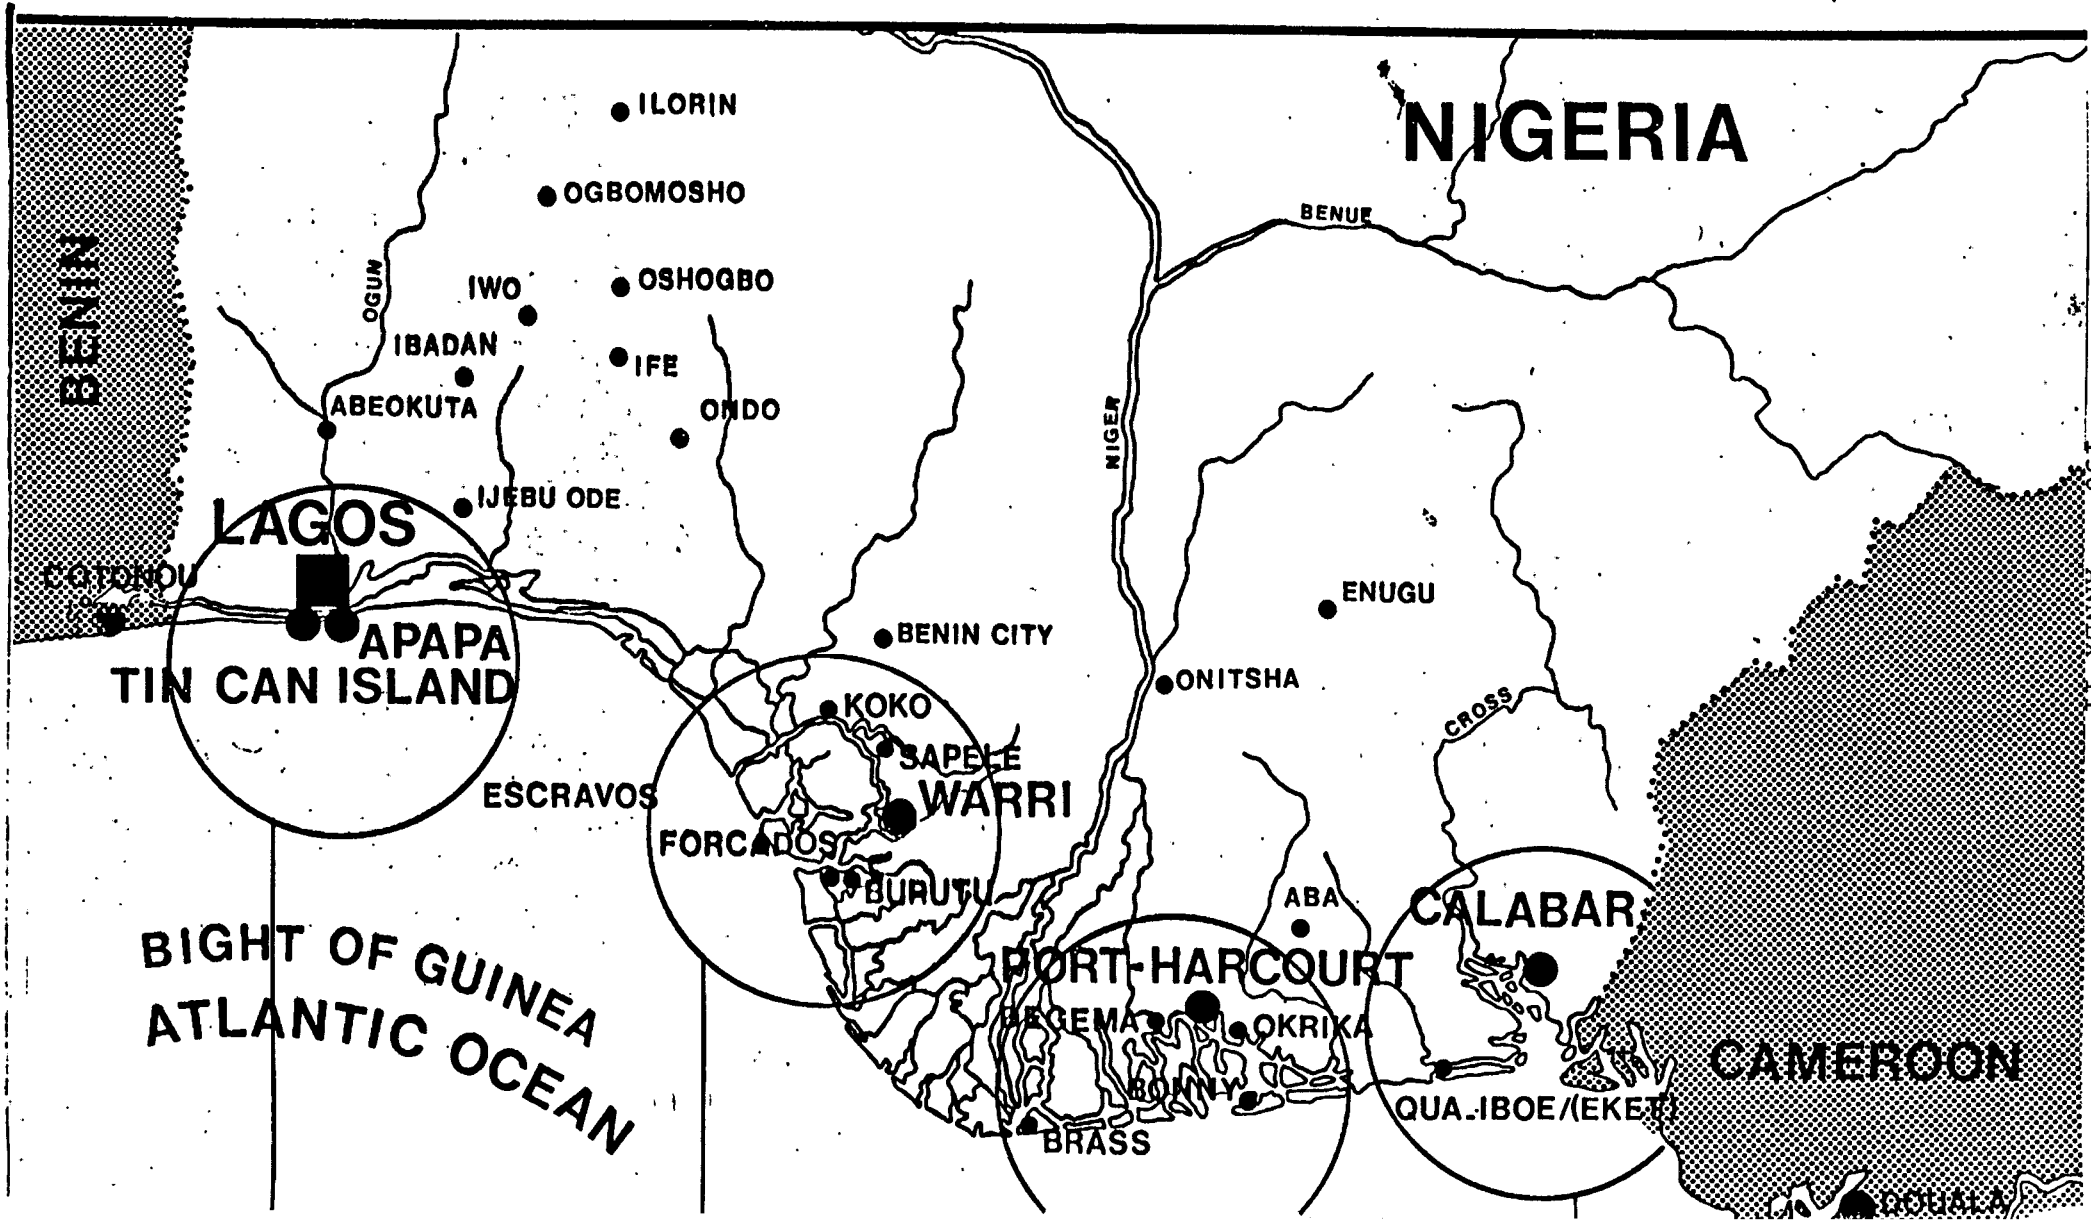 ILORIN
NIGERIA
OGBOMOSHO
BENIN
BENUE
OGUN
IWO
OSHOGBO
IBADAN
IFE
ABEOKUTA
ONDO
NIGER
IJEBU ODE
LAGOS
COTONOU
ENUGU
APAPA
BENIN CITY
TIN CAN ISLAND
ONITSHA
KOKO
CROSS
SAPELE
ESCRAVOS
WARRI
FORCADOS
BURUTU
ABA
CALABAR
BIGHT OF GUINEA
PORT-HARCOURT
ATLANTIC OCEAN
DEGEMA
OKRIKA
CAMEROON
BONNY
QUA-IBOE/(EKET)
BRASS
DOUALA